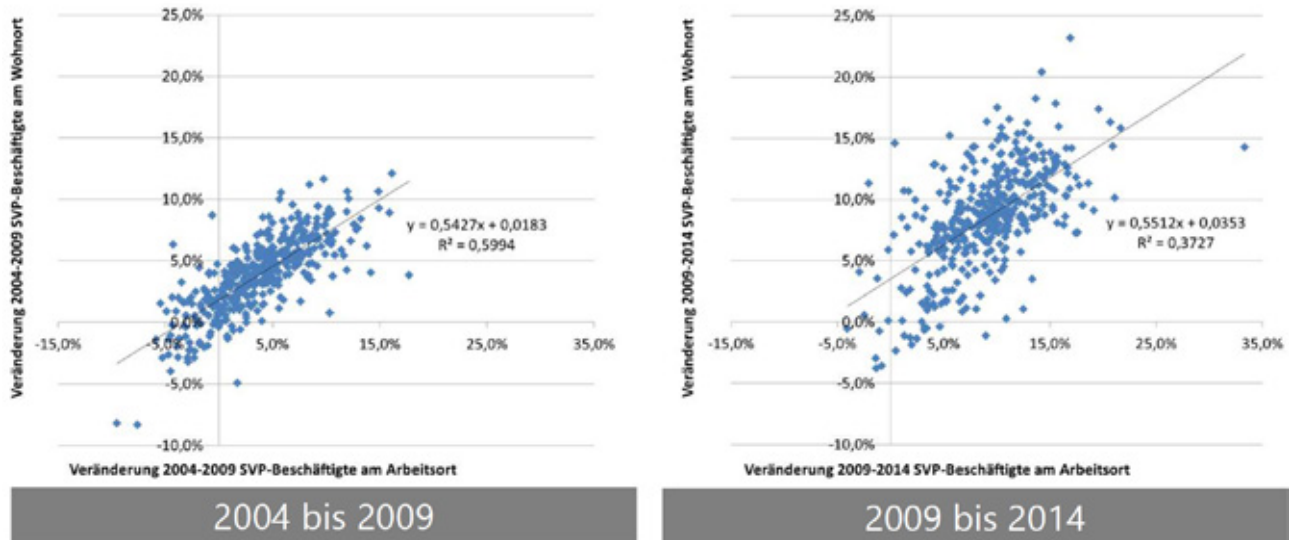 Veränderung 2004-2009 SVP-Beschäftigte am Wohnort
25,0%
20,0%
15,0%
10,0%
5,0%
0,0%
-5,0%
-10,0%
-15,0%
-5,0%
5,0%
15,0%
25,0%
35,0%
y = 0,5427x + 0,0183
R² = 0,5994
Veränderung 2004-2009 SVP-Beschäftigte am Arbeitsort
2004 bis 2009
Veränderung 2009-2014 SVP-Beschäftigte am Wohnort
25,0%
20,0%
15,0%
10,0%
5,0%
0,0%
-5,0%
-10,0%
-15,0%
-5,0%
5,0%
15,0%
25,0%
35,0%
y = 0,5512x + 0,0353
R² = 0,3727
Veränderung 2009-2014 SVP-Beschäftigte am Arbeitsort
2009 bis 2014